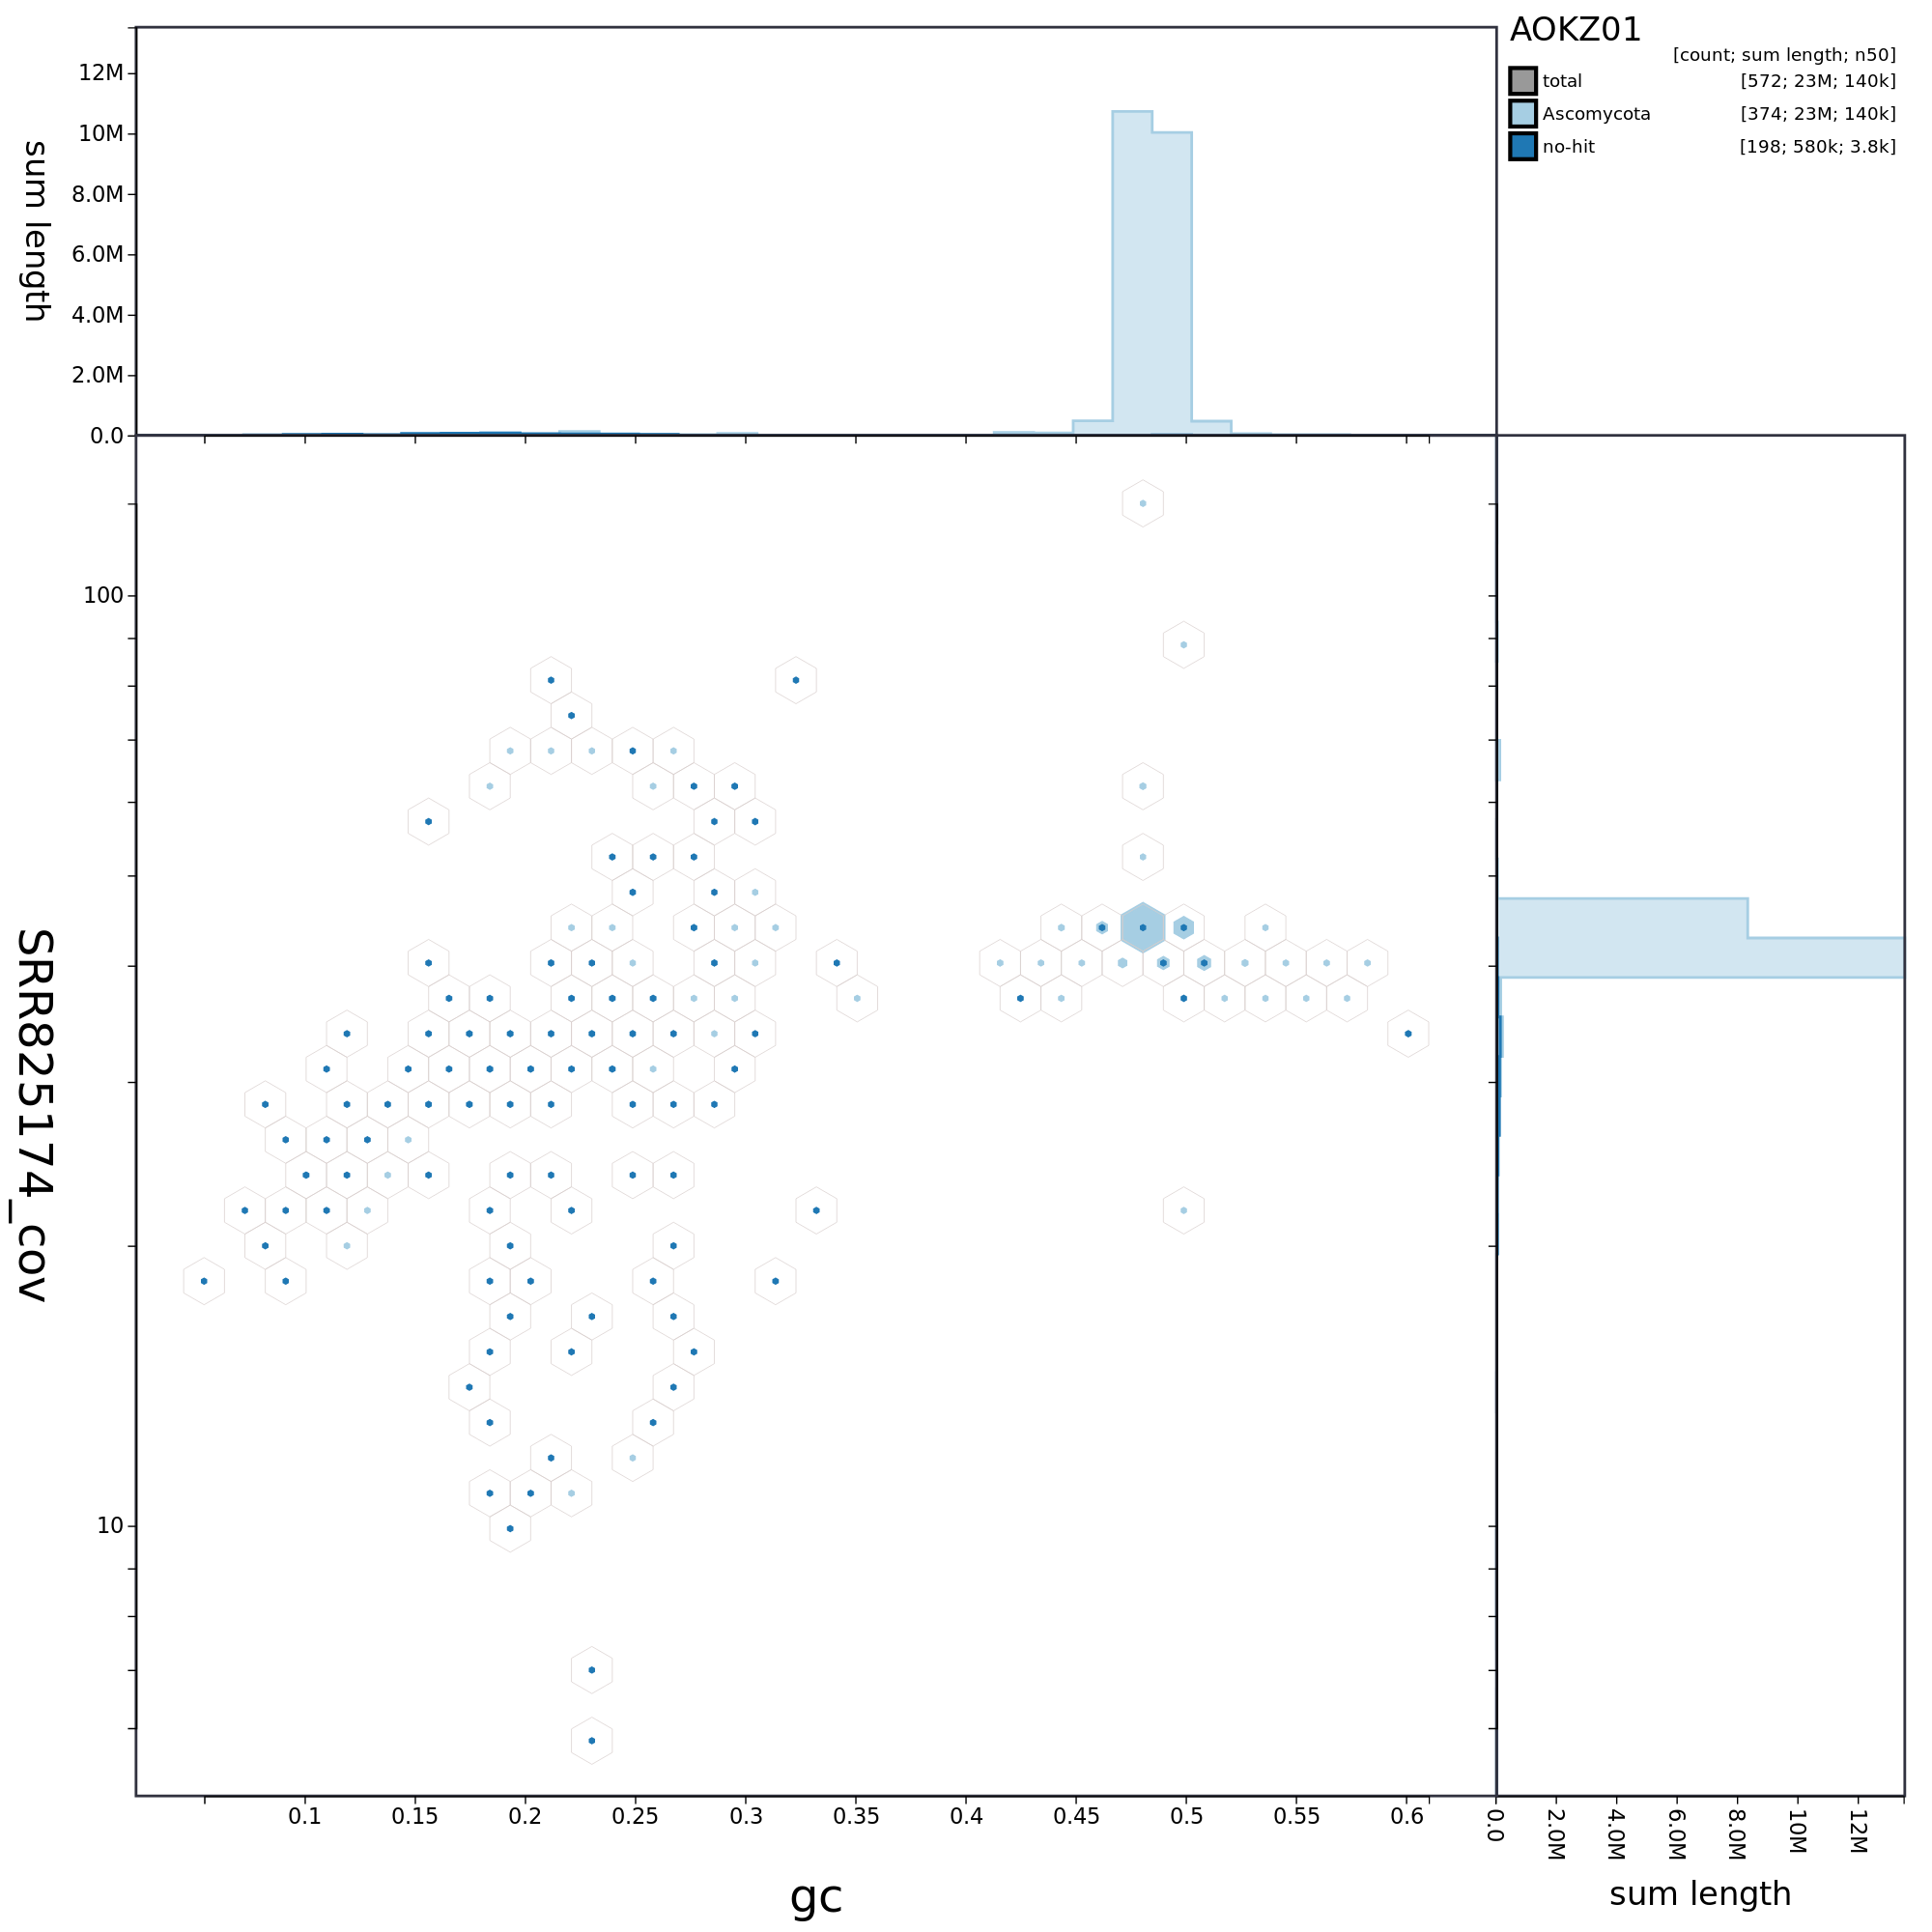 AOKZ01
[count; sum length; n50]
total [572; 23M; 140k]
Ascomycota [374; 23M; 140k]
no-hit [198; 580k; 3.8k]
sum length
12M
10M
8.0M
6.0M
4.0M
2.0M
0.0
SRR825174_cov
100
10
0.1 0.15 0.2 0.25 0.3 0.35 0.4 0.45 0.5 0.55 0.6
gc
0.0 2.0M 4.0M 6.0M 8.0M 10M 12M
sum length